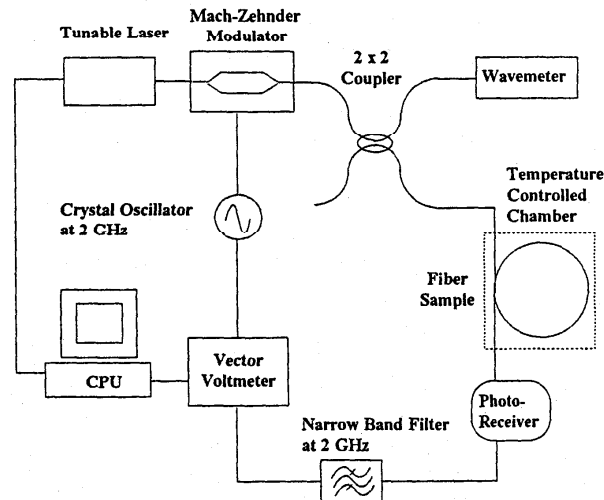 Mach-Zehnder
Modulator
Tunable Laser
2 x 2
Coupler
Wavemeter
Temperature
Controlled
Chamber
Crystal Oscillator
at 2 GHz
Fiber
Sample
Vector
Voltmeter
CPU
Photo-
Receiver
Narrow Band Filter
at 2 GHz